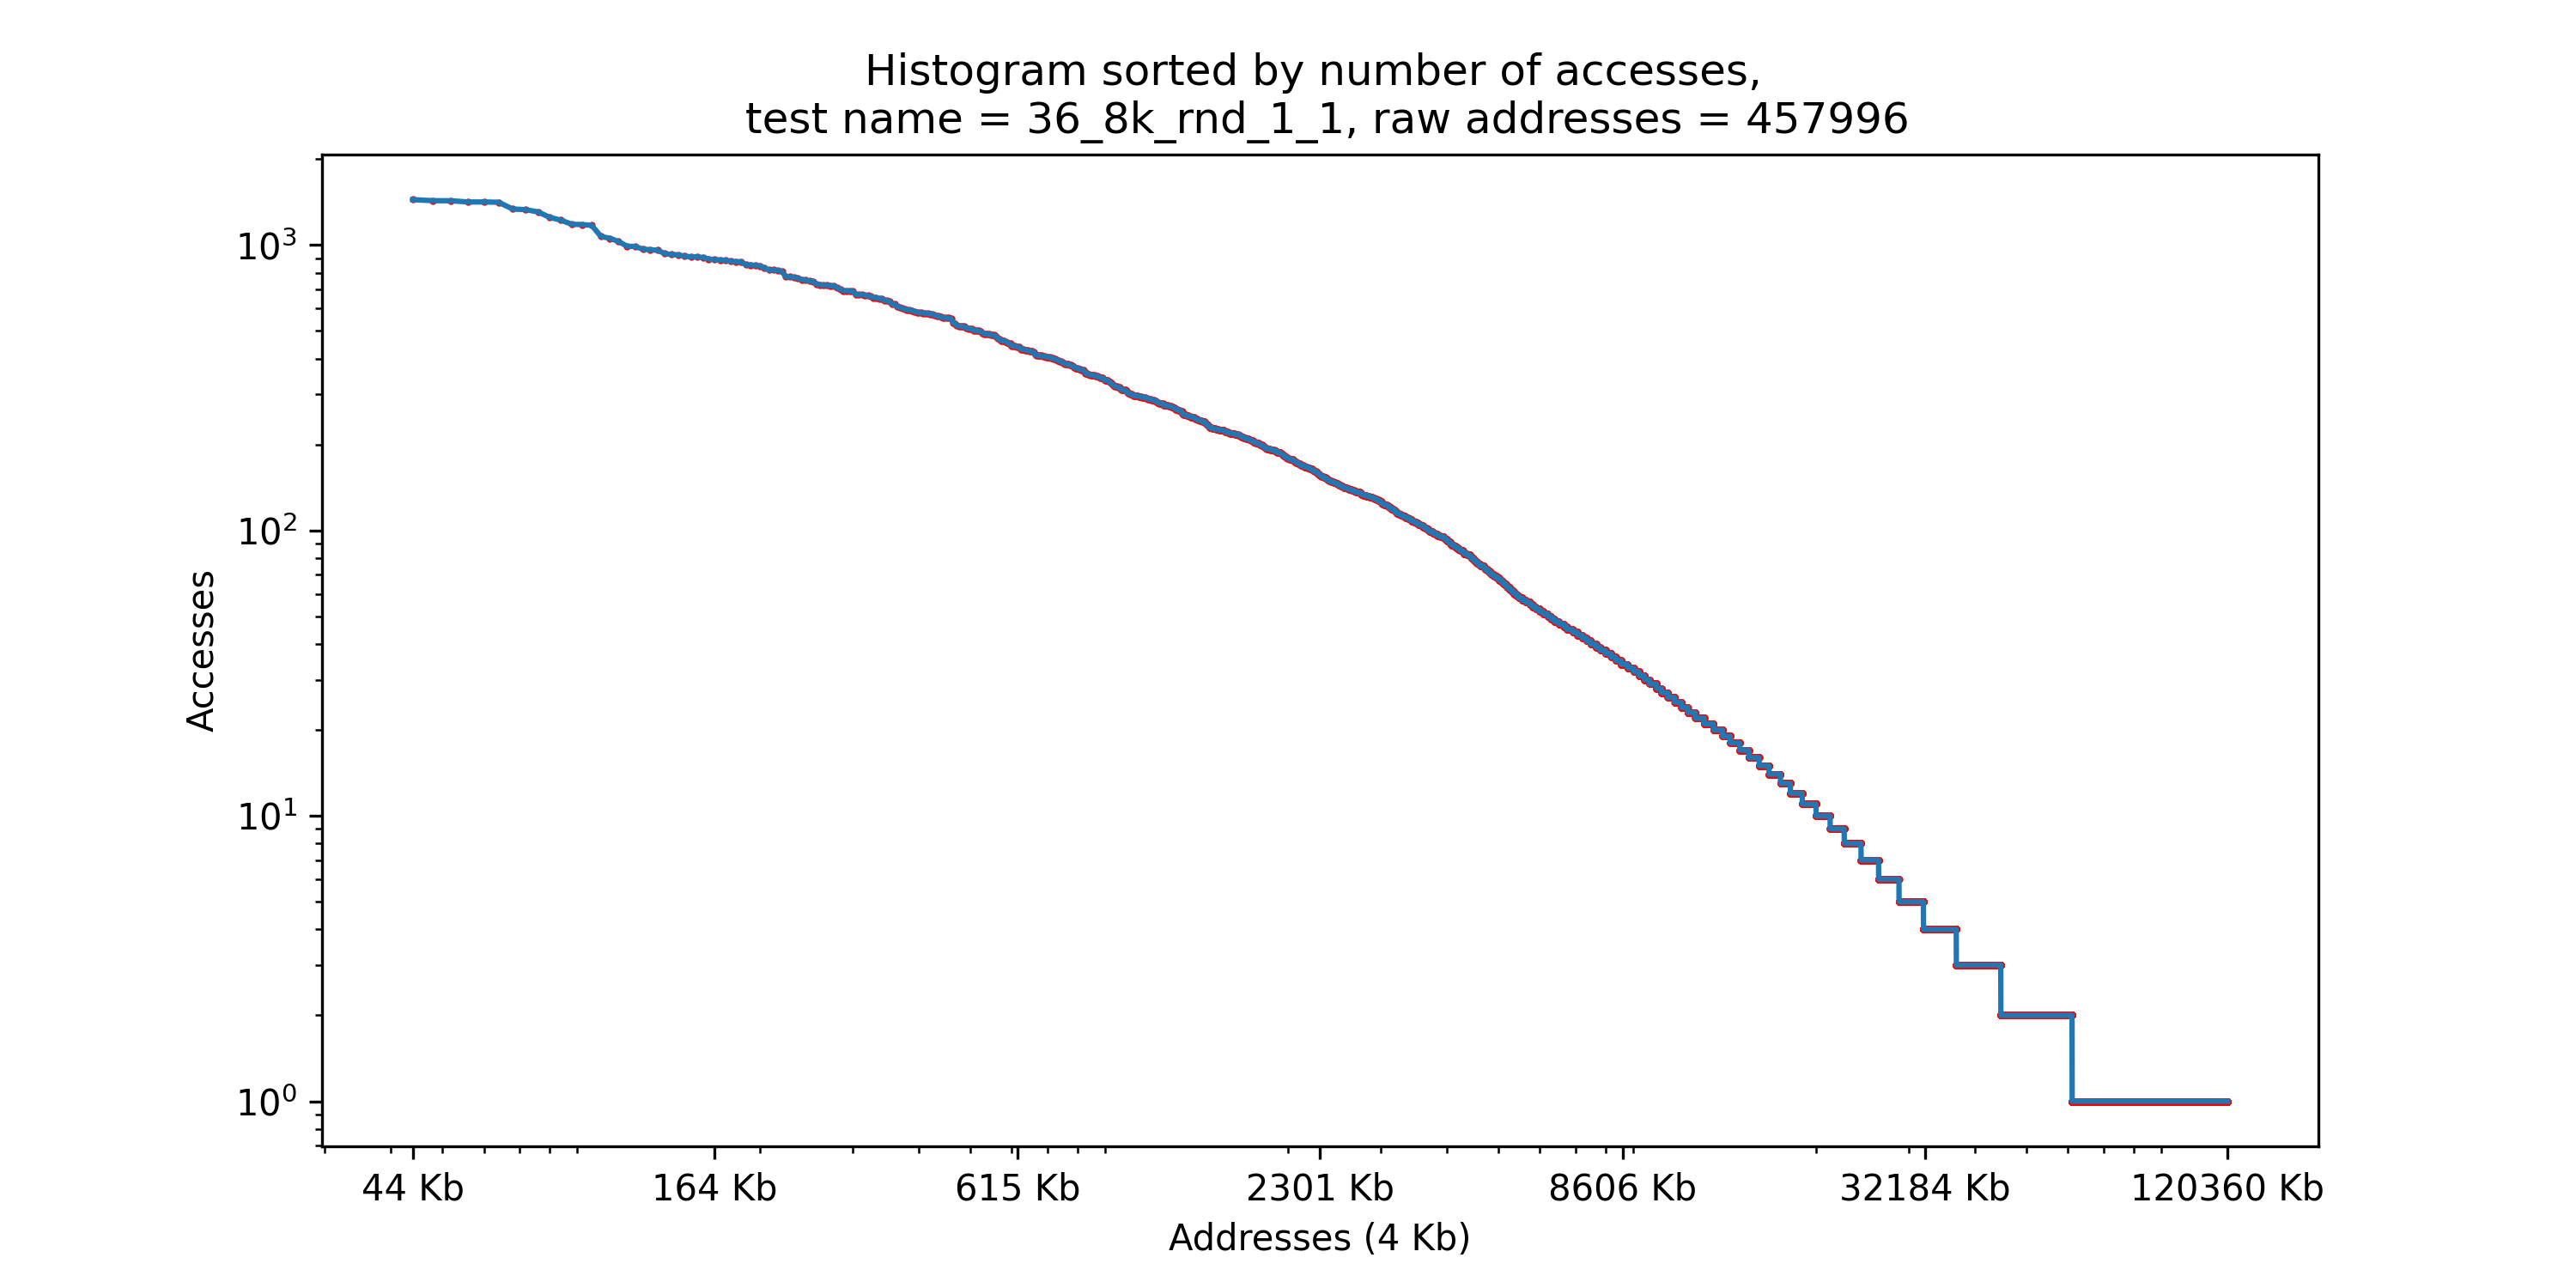 Histogram sorted by number of accesses,
test name = 36_8k_rnd_1_1, raw addresses = 457996
10³
10²
10¹
10⁰
Accesses
44 Kb 164 Kb 615 Kb 2301 Kb 8606 Kb 32184 Kb 120360 Kb
Addresses (4 Kb)